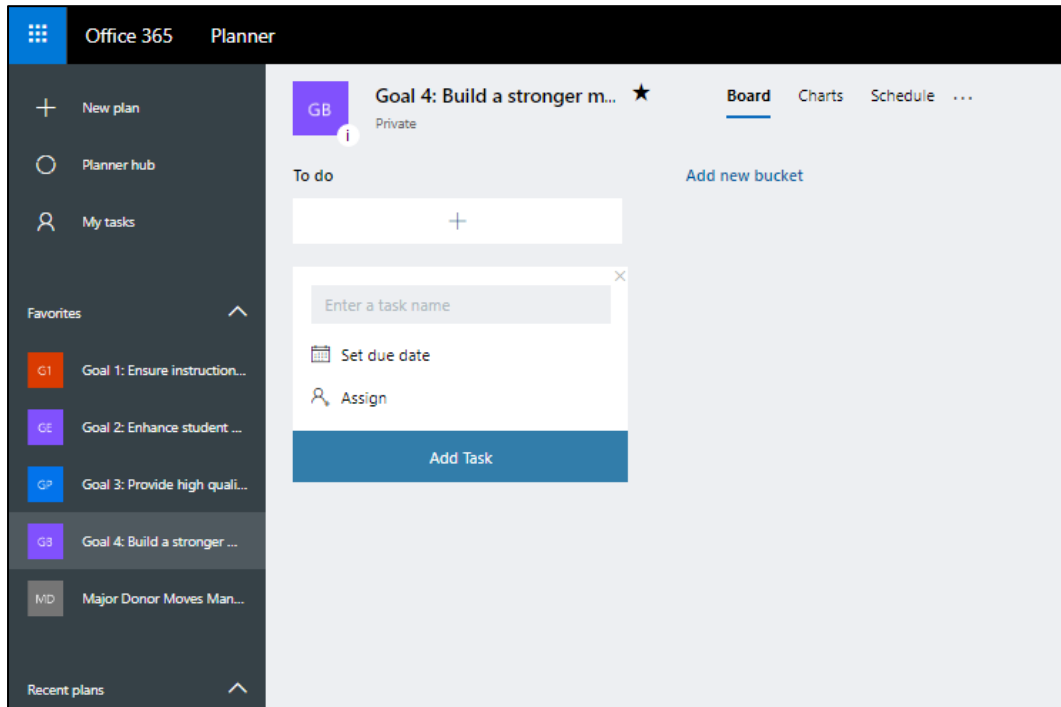 Office 365 Planner
New plan
Planner hub
My tasks
Favorites
G1 Goal 1: Ensure instruction...
GE Goal 2: Enhance student ...
GP Goal 3: Provide high quali...
GB Goal 4: Build a stronger ...
MD Major Donor Moves Man...
Recent plans
GB Goal 4: Build a stronger m...
i Private
Board Charts Schedule ...
To do
Add new bucket
Enter a task name
Set due date
Assign
Add Task